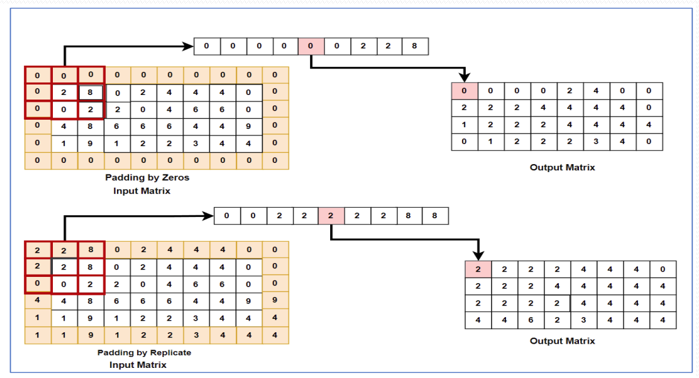 0 0 0 0 0 0 2 2 8
0 0 0 0 0 0 0 0 0 0
0 2 8 0 2 4 4 4 0 0
0 0 2 2 0 4 6 6 0 0
0 4 8 6 6 6 4 4 9 0
0 1 9 1 2 2 3 4 4 0
0 0 0 0 0 0 0 0 0 0
Padding by Zeros
Input Matrix
0 0 0 0 2 4 0 0
2 2 2 4 4 4 4 0
1 2 2 2 4 4 4 4
0 1 2 2 2 3 4 0
Output Matrix
0 0 2 2 2 2 2 8 8
2 2 8 0 2 4 4 4 0 0
2 2 8 0 2 4 4 4 0 0
0 0 2 2 0 4 6 6 0 0
4 4 8 6 6 6 4 4 9 9
1 1 9 1 2 2 3 4 4 4
1 1 9 1 2 2 3 4 4 4
Padding by Replicate
Input Matrix
2 2 2 2 4 4 4 0
2 2 2 4 4 4 4 4
2 2 2 2 4 4 4 4
4 4 6 2 3 4 4 4
Output Matrix